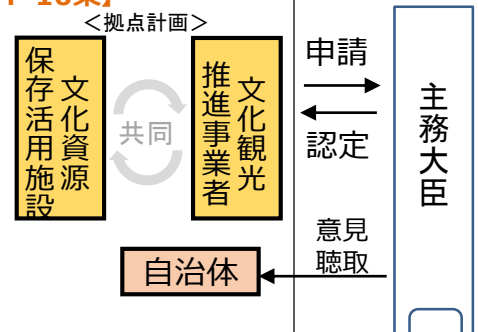 ＜拠点計画＞
文化資源
保存活用施設
共同
文化観光
推進事業者
申請
認定
主務大臣
意見
聴取
自治体